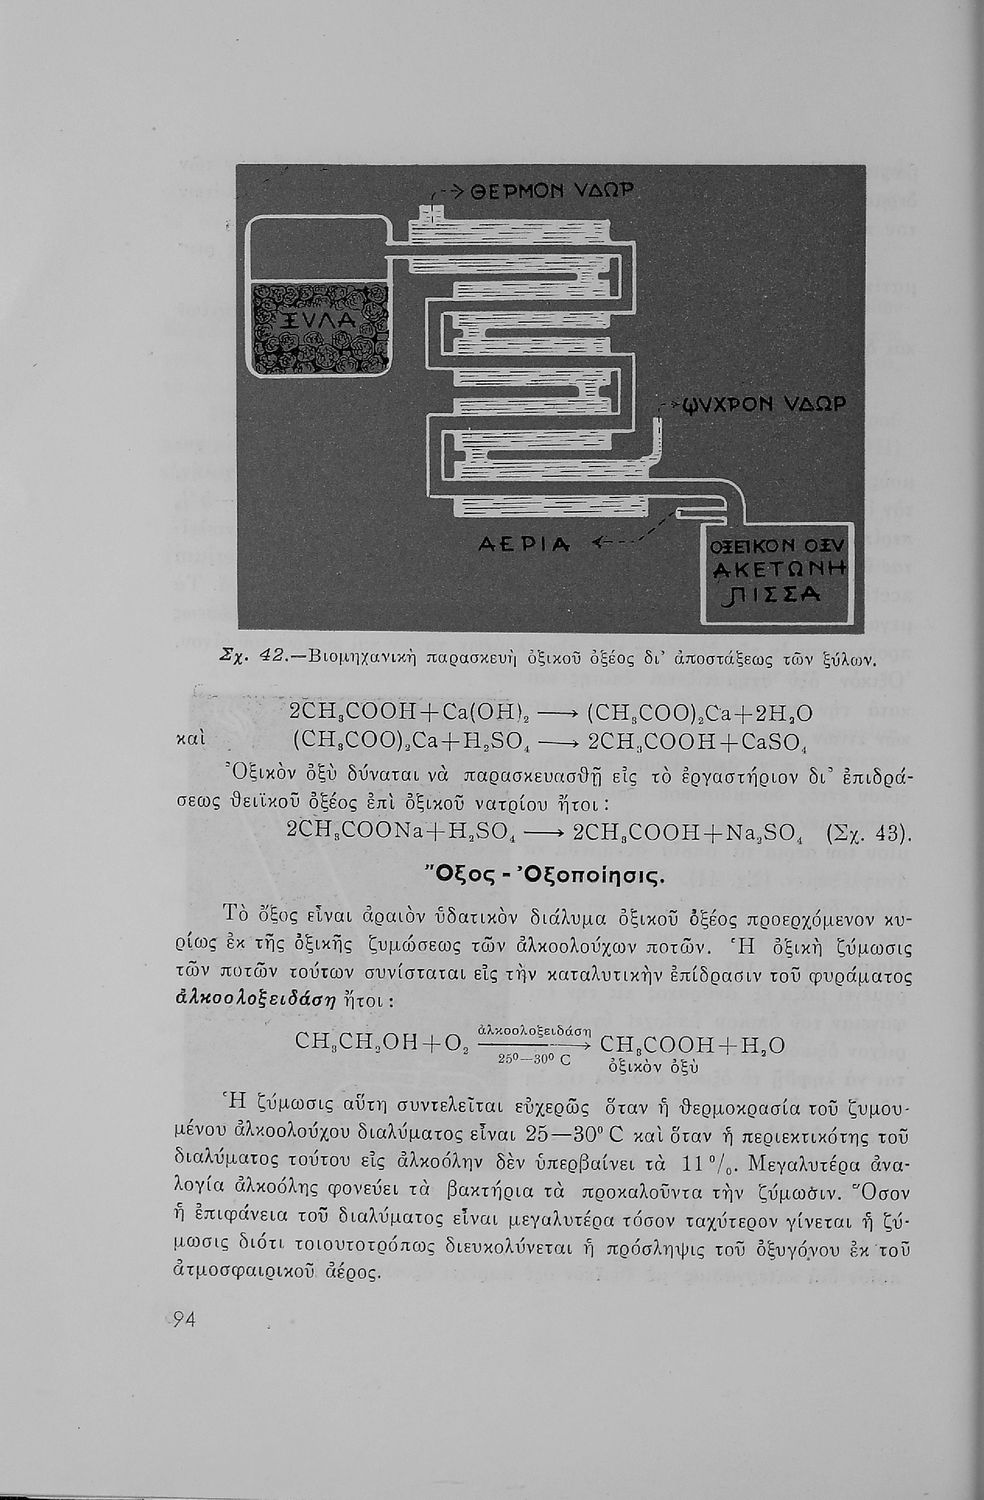 ΘΕΡΜΟΝ ΥΔΩΡ
ΞΥΛΑ
ΨΥΧΡΟΝ ΥΔΩΡ
ΑΕΡΙΑ
ΟΞΕΙΚΟΝ ΟΞΥ
ΑΚΕΤΩΝΗ
ΠΙΣΣΑ
Σχ. 42.—Βιομηχανικὴ παρασκευὴ ὀξικοῦ ὀξέος δι᾿ ἀποστάξεως τῶν ξύλων.
2CH₃COOH+Ca(OH)₂ ⟶ (CH₃COO)₂Ca+2H₂O
καὶ (CH₃COO)₂Ca+H₂SO₄ ⟶ 2CH₃COOH+CaSO₄
Ὀξικὸν ὀξὺ δύναται νὰ παρασκευασθῇ εἰς τὸ ἐργαστήριον δι᾿ ἐπιδρά-
σεως θειϊκοῦ ὀξέος ἐπὶ ὀξικοῦ νατρίου ἤτοι :
2CH₃COONa+H₂SO₄ ⟶ 2CH₃COOH+Na₂SO₄ (Σχ. 43).
Ὄξος - Ὀξοποίησις.
Τὸ ὄξος εἶναι ἀραιὸν ὑδατικὸν διάλυμα ὀξικοῦ ὀξέος προερχόμενον κυ-
ρίως ἐκ τῆς ὀξικῆς ζυμώσεως τῶν ἀλκοολούχων ποτῶν. Ἡ ὀξικὴ ζύμωσις
τῶν ποτῶν τούτων συνίσταται εἰς τὴν καταλυτικὴν ἐπίδρασιν τοῦ φυράματος
ἀλκοολοξειδάση ἤτοι :
ἀλκοολοξειδάση
CH₃CH₂OH+O₂ ⟶ CH₃COOH+H₂O
25⁰—30⁰ C ὀξικὸν ὀξὺ
Ἡ ζύμωσις αὕτη συντελεῖται εὐχερῶς ὅταν ἡ θερμοκρασία τοῦ ζυμου-
μένου ἀλκοολούχου διαλύματος εἶναι 25—30⁰ C καὶ ὅταν ἡ περιεκτικότης τοῦ
διαλύματος τούτου εἰς ἀλκοόλην δὲν ὑπερβαίνει τὰ 11 ⁰/₀. Μεγαλυτέρα ἀνα-
λογία ἀλκοόλης φονεύει τὰ βακτήρια τὰ προκαλοῦντα τὴν ζύμωσιν. Ὅσον
ἡ ἐπιφάνεια τοῦ διαλύματος εἶναι μεγαλυτέρα τόσον ταχύτερον γίνεται ἡ ζύ-
μωσις διότι τοιουτοτρόπως διευκολύνεται ἡ πρόσληψις τοῦ ὀξυγόνου ἐκ τοῦ
ἀτμοσφαιρικοῦ ἀέρος.
94